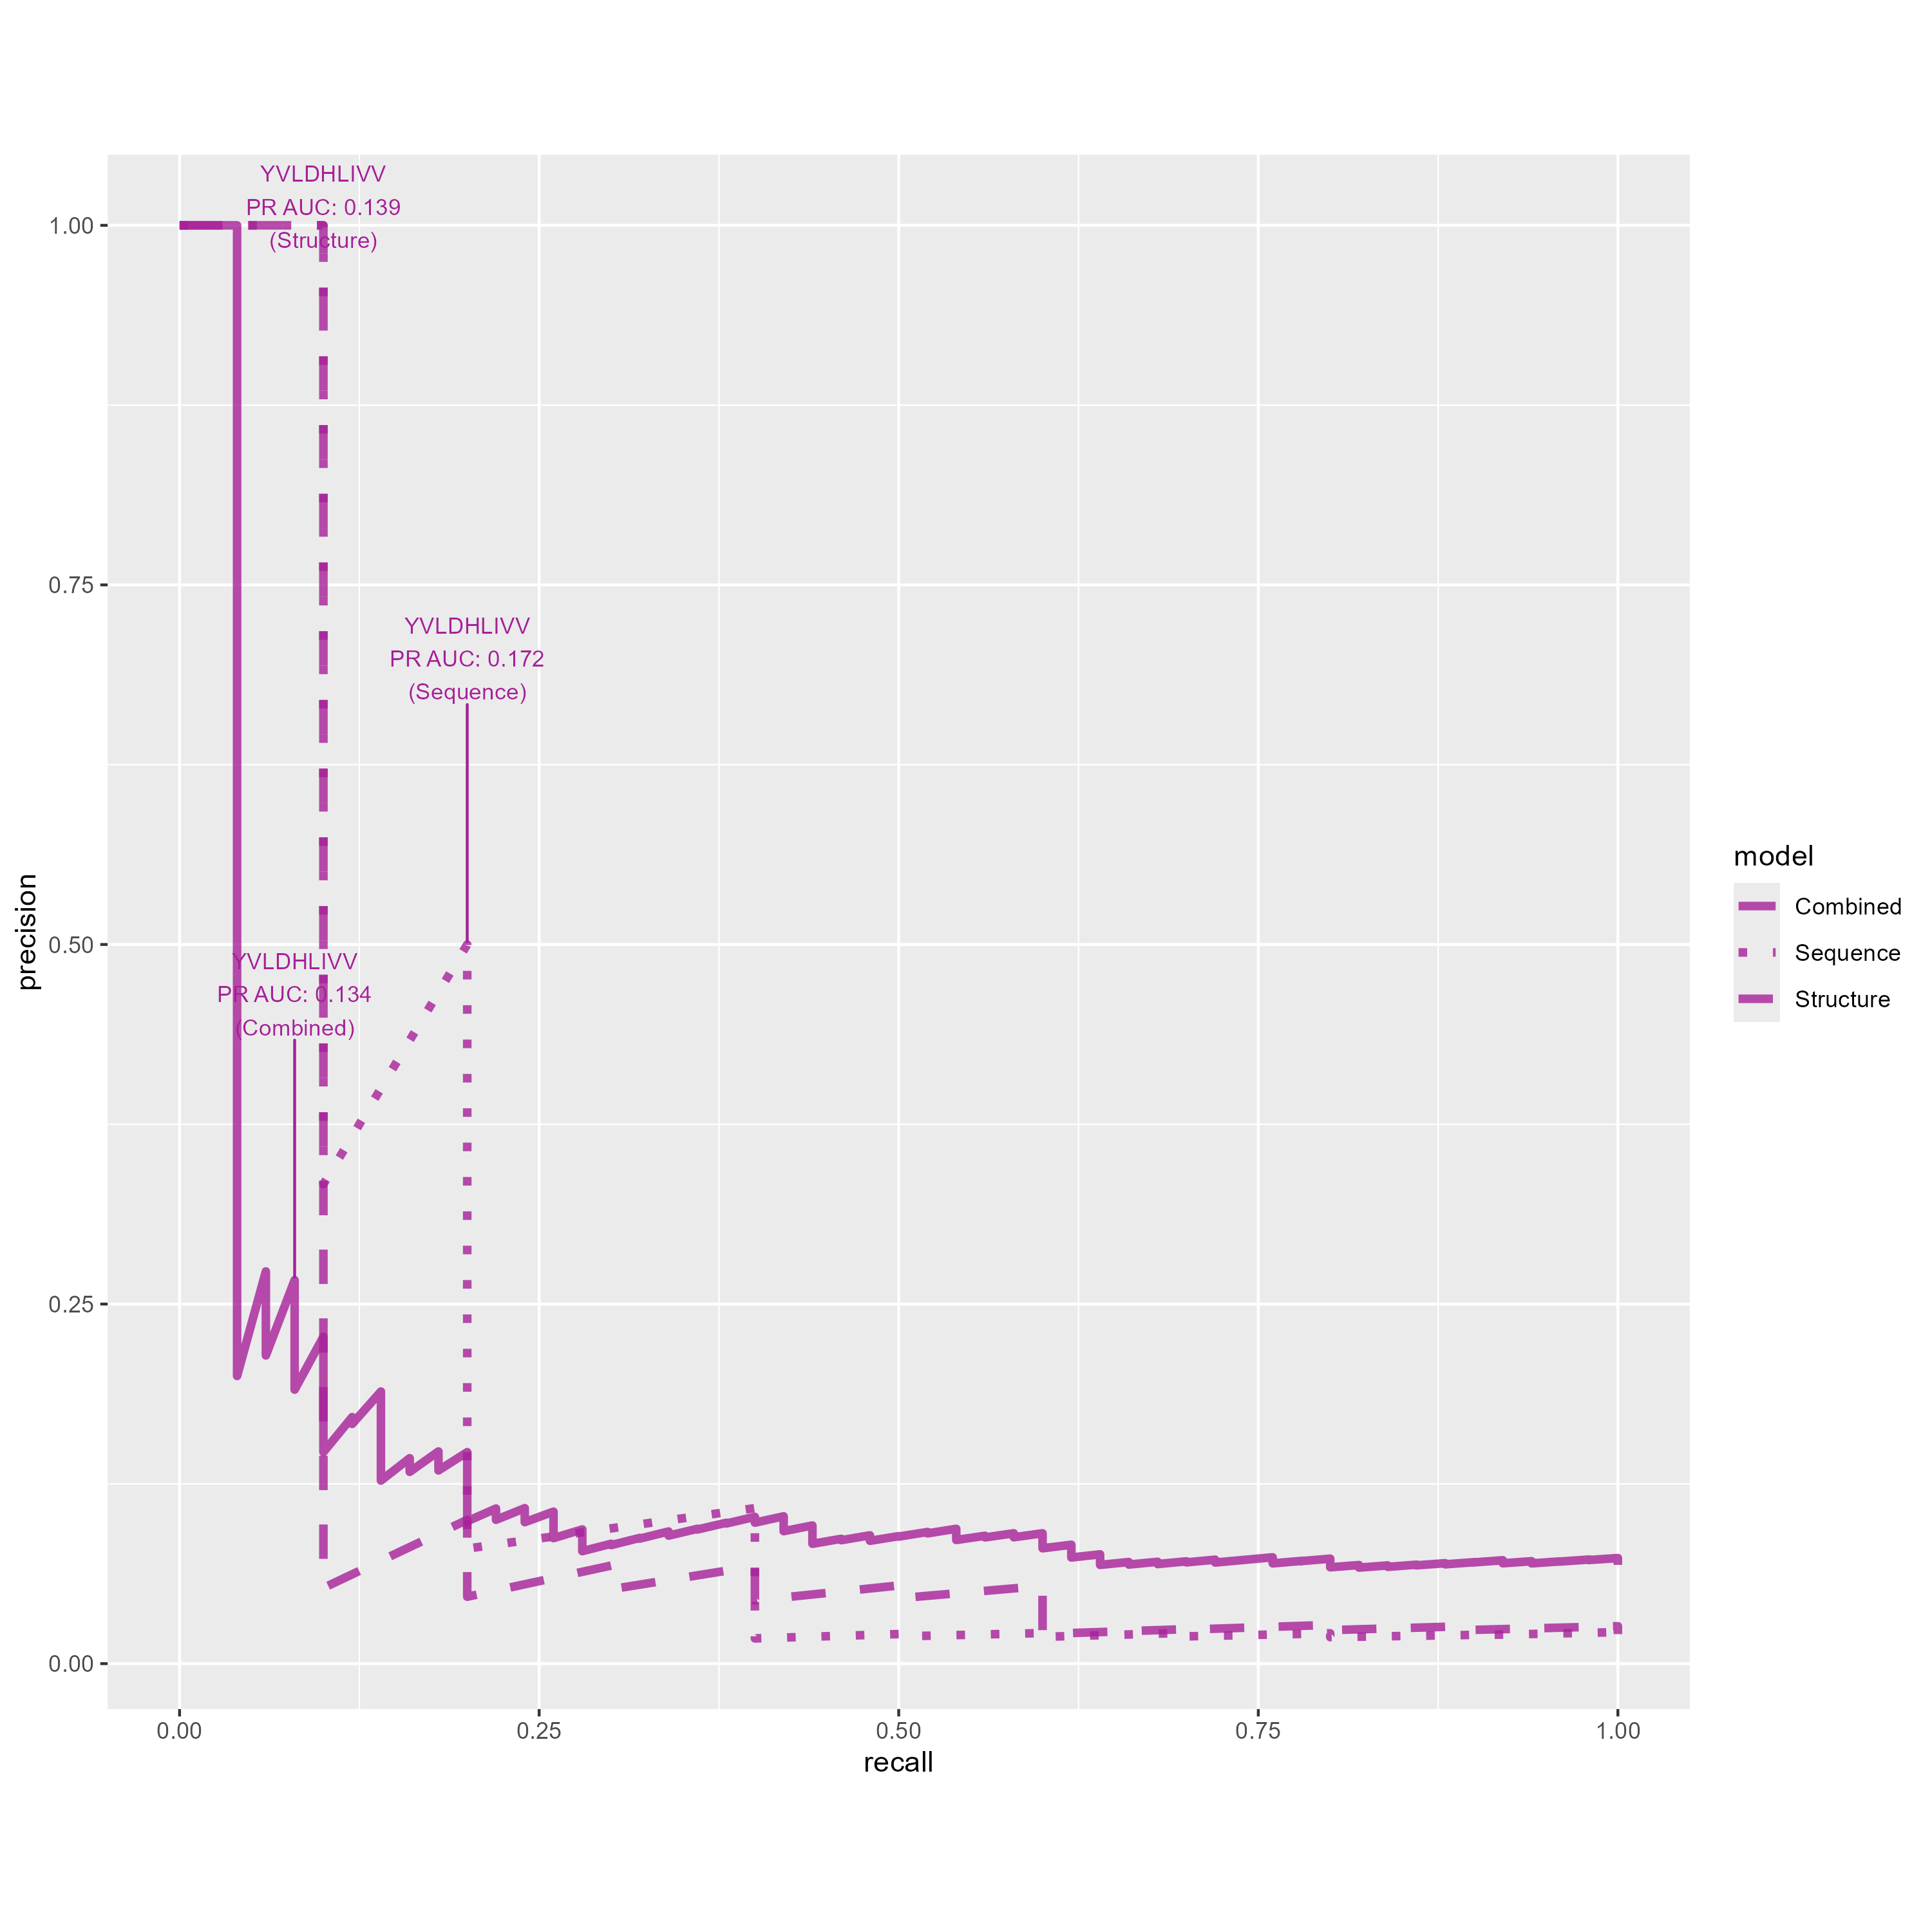 YVLDHLIVV
PR AUC: 0.139
(Structure)
YVLDHLIVV
PR AUC: 0.172
(Sequence)
YVLDHLIVV
PR AUC: 0.134
(Combined)
1.00
0.75
0.50
0.25
0.00
precision
0.00
0.25
0.50
0.75
1.00
recall
model
Combined
Sequence
Structure